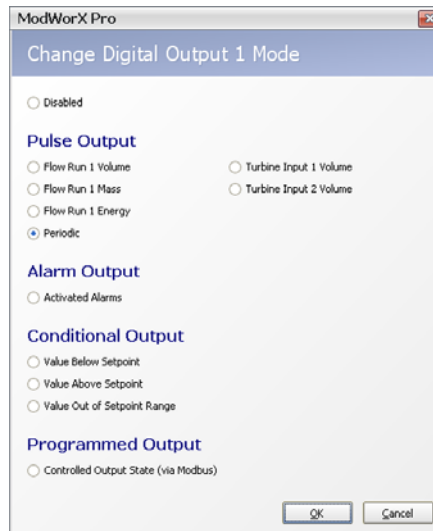 ModWorX Pro
Change Digital Output 1 Mode
Disabled
Pulse Output
Flow Run 1 Volume
Turbine Input 1 Volume
Flow Run 1 Mass
Turbine Input 2 Volume
Flow Run 1 Energy
Periodic
Alarm Output
Activated Alarms
Conditional Output
Value Below Setpoint
Value Above Setpoint
Value Out of Setpoint Range
Programmed Output
Controlled Output State (via Modbus)
OK
Cancel